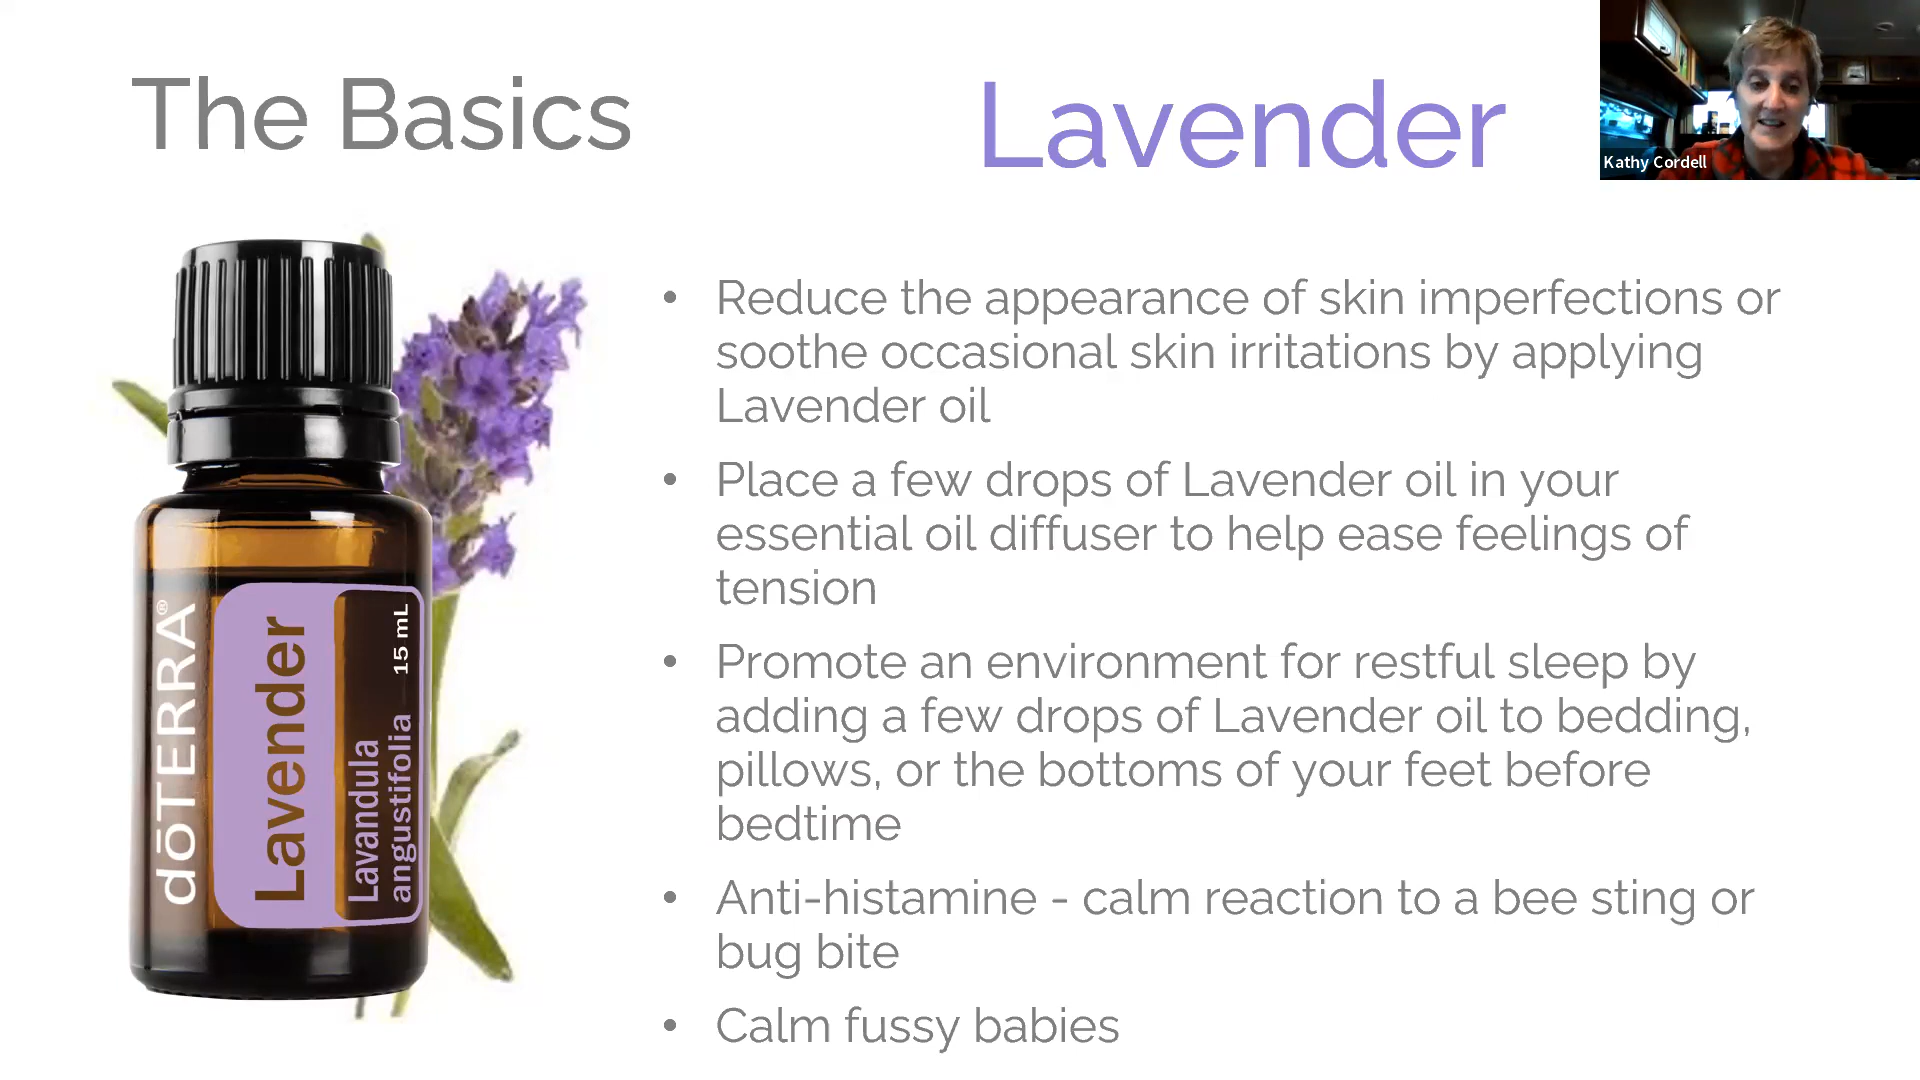 The Basics
Lavender
Kathy Cordell
• Reduce the appearance of skin imperfections or
soothe occasional skin irritations by applying
Lavender oil
• Place a few drops of Lavender oil in your
essential oil diffuser to help ease feelings of
tension
• Promote an environment for restful sleep by
adding a few drops of Lavender oil to bedding,
pillows, or the bottoms of your feet before
bedtime
• Anti-histamine - calm reaction to a bee sting or
bug bite
• Calm fussy babies
dōTERRA®
Lavender
Lavandula
angustifolia 15 mL